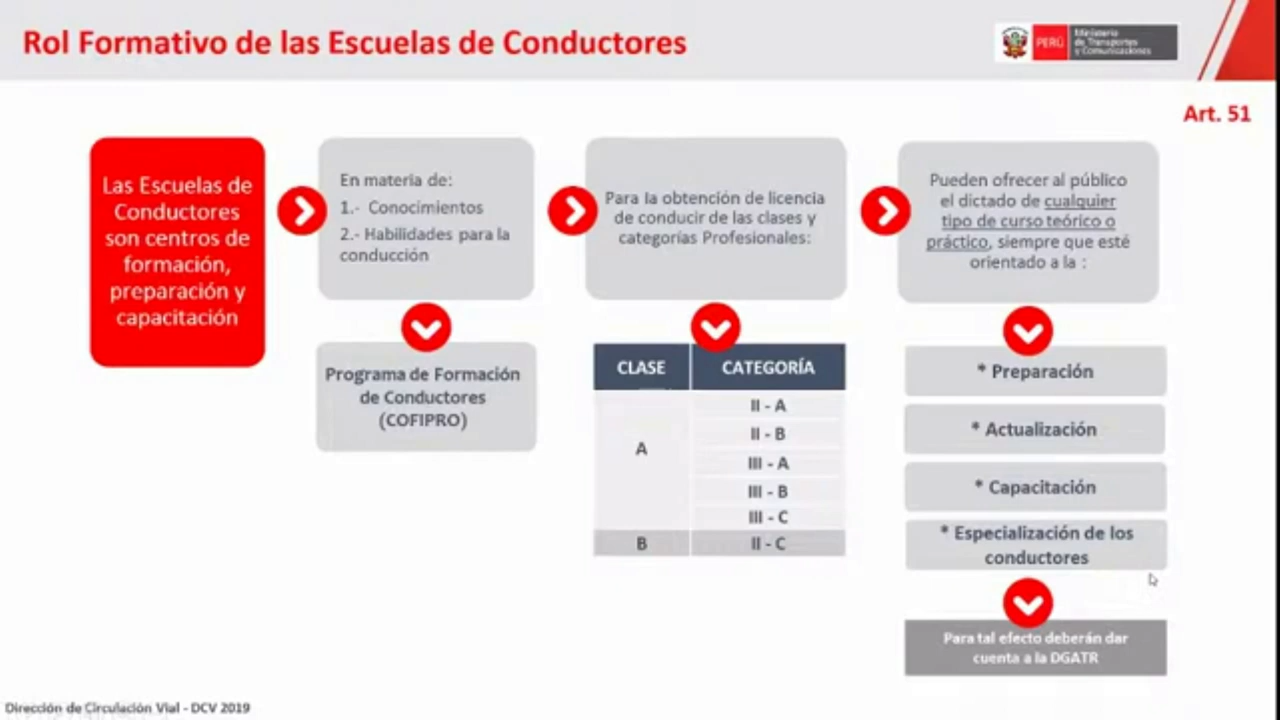 Rol Formativo de las Escuelas de Conductores
PERÚ
Ministerio
de Transportes
y Comunicaciones
Art. 51
Las Escuelas de
Conductores
son centros de
formación,
preparación y
capacitación
En materia de:
1.- Conocimientos
2.- Habilidades para la
conducción
Programa de Formación
de Conductores
(COFIPRO)
Para la obtención de licencia
de conducir de las clases y
categorías Profesionales:
CLASE CATEGORÍA
A
II - A
II - B
III - A
III - B
III - C
B II - C
Pueden ofrecer al público
el dictado de cualquier
tipo de curso teórico o
práctico, siempre que esté
orientado a la :
* Preparación
* Actualización
* Capacitación
* Especialización de los
conductores
Para tal efecto deberán dar
cuenta a la DGATR
Dirección de Circulación Vial - DCV 2019